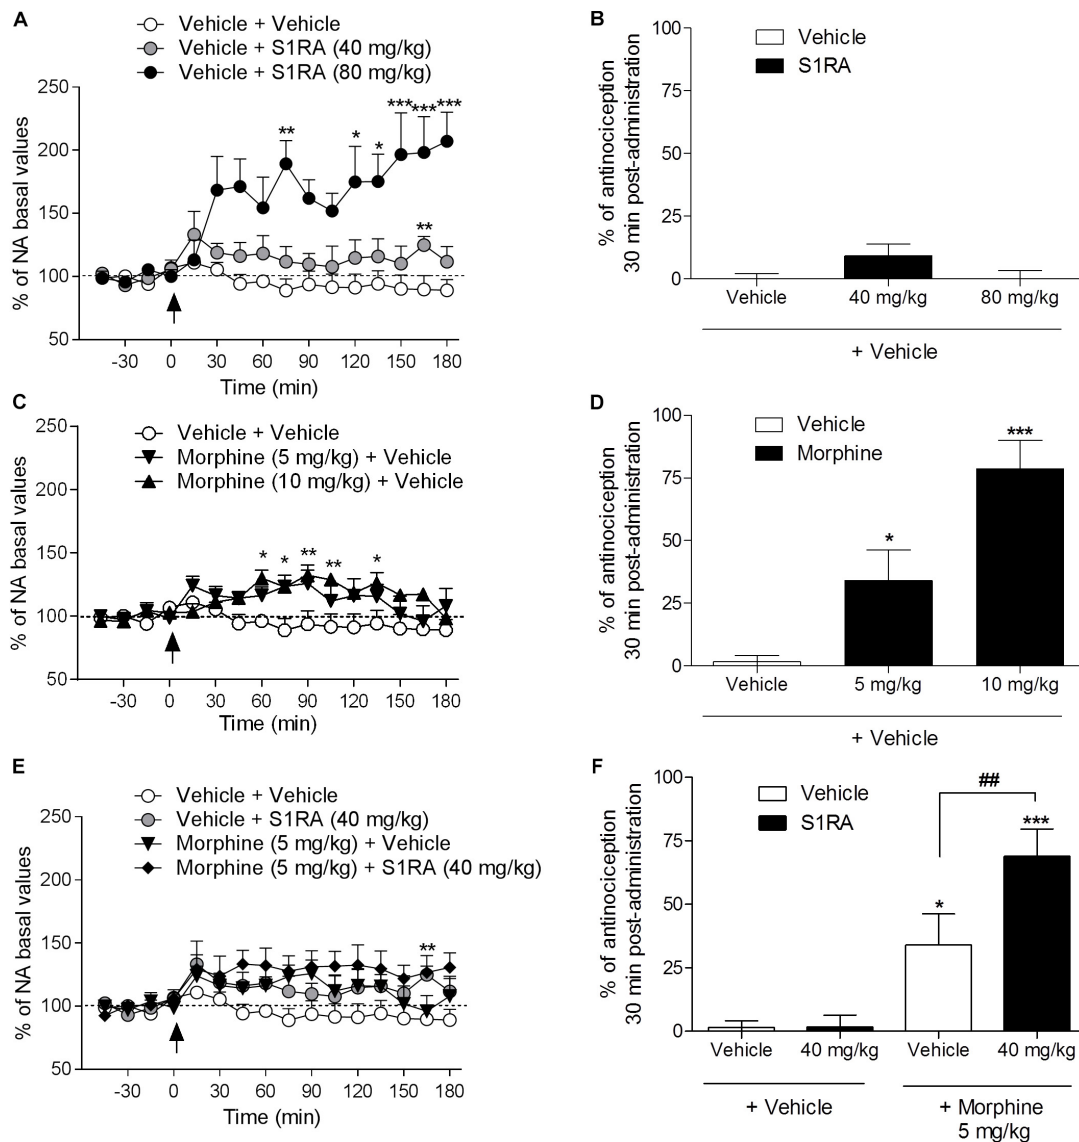 A
Vehicle + Vehicle
Vehicle + S1RA (40 mg/kg)
Vehicle + S1RA (80 mg/kg)
250
200
150
100
50
% of NA basal values
** * * *** *** ***
**
-30 0 30 60 90 120 150 180
Time (min)
B
Vehicle
S1RA
100
75
50
25
0
% of antinociception
30 min post-administration
Vehicle 40 mg/kg 80 mg/kg
+ Vehicle
C
Vehicle + Vehicle
Morphine (5 mg/kg) + Vehicle
Morphine (10 mg/kg) + Vehicle
250
200
150
100
50
% of NA basal values
* * ** ** *
-30 0 30 60 90 120 150 180
Time (min)
D
Vehicle
Morphine
100
75
50
25
0
% of antinociception
30 min post-administration
* ***
Vehicle 5 mg/kg 10 mg/kg
+ Vehicle
E
Vehicle + Vehicle
Vehicle + S1RA (40 mg/kg)
Morphine (5 mg/kg) + Vehicle
Morphine (5 mg/kg) + S1RA (40 mg/kg)
250
200
150
100
50
% of NA basal values
**
-30 0 30 60 90 120 150 180
Time (min)
F
Vehicle
S1RA
100
75
50
25
0
% of antinociception
30 min post-administration
##
* ***
Vehicle 40 mg/kg Vehicle 40 mg/kg
+ Vehicle + Morphine
5 mg/kg